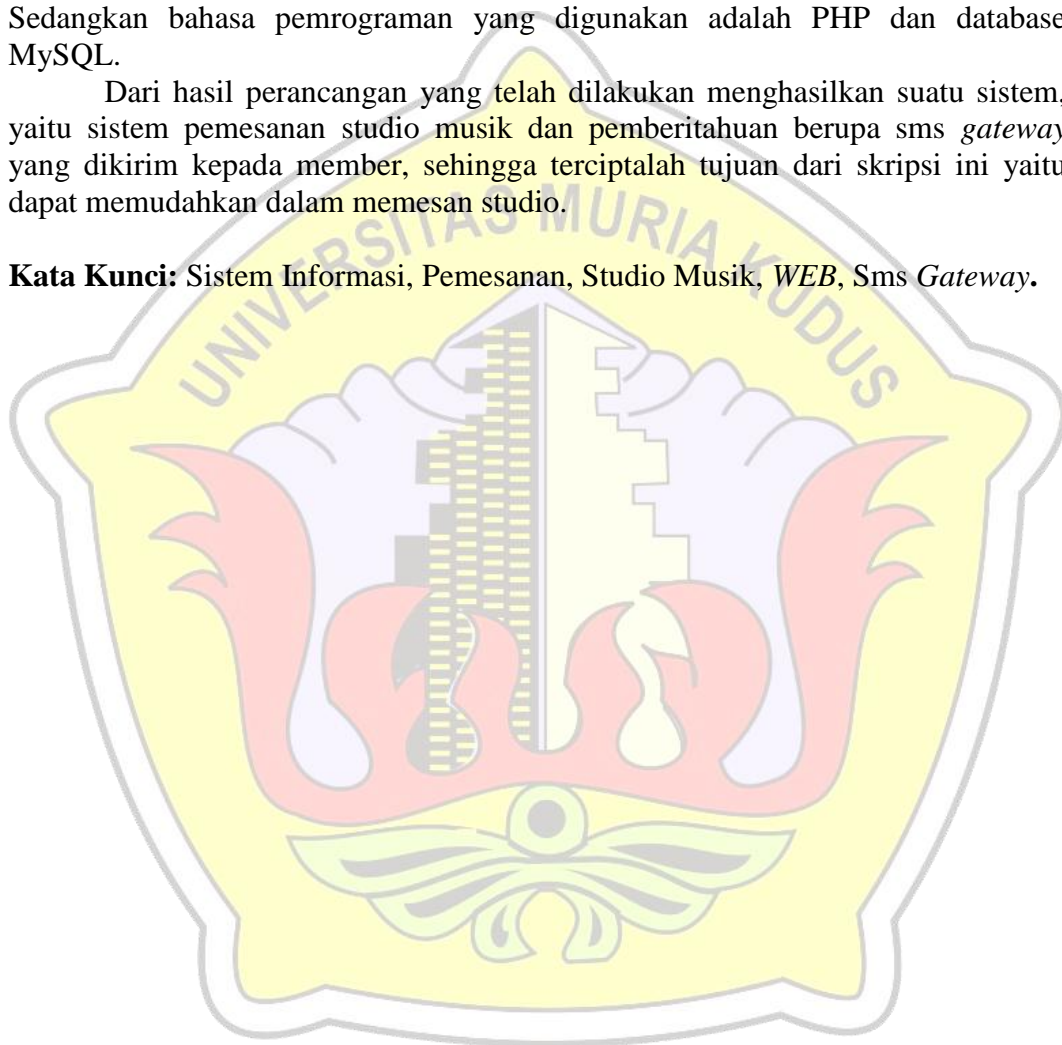 Sedangkan bahasa pemrograman yang digunakan adalah PHP dan database
MySQL.
Dari hasil perancangan yang telah dilakukan menghasilkan suatu sistem,
yaitu sistem pemesanan studio musik dan pemberitahuan berupa sms gateway
yang dikirim kepada member, sehingga terciptalah tujuan dari skripsi ini yaitu
dapat memudahkan dalam memesan studio.
Kata Kunci: Sistem Informasi, Pemesanan, Studio Musik, WEB, Sms Gateway.
UNIVERSITAS MURIA KUDUS